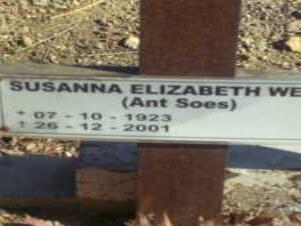 SUSANNA ELIZABETH WE
(Ant Soes)
* 07 - 10 - 1923
† 26 - 12 - 2001